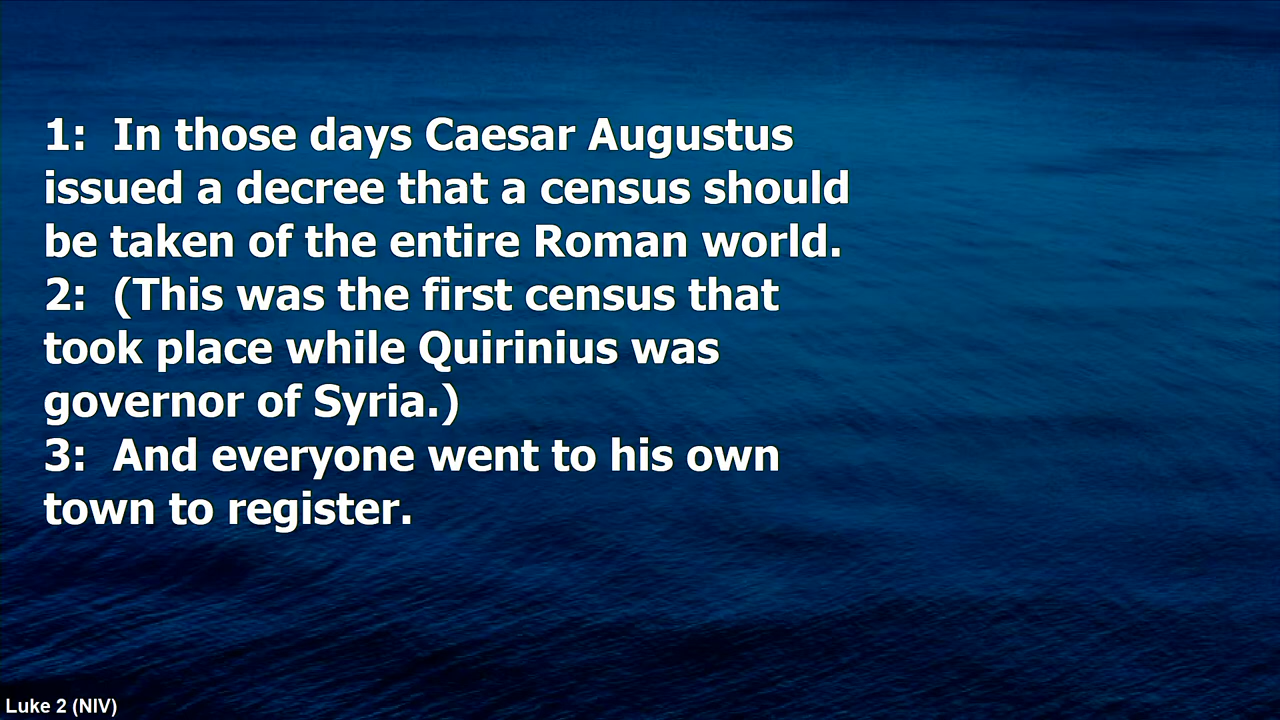 1:  In those days Caesar Augustus
issued a decree that a census should
be taken of the entire Roman world.
2:  (This was the first census that
took place while Quirinius was
governor of Syria.)
3:  And everyone went to his own
town to register.
Luke 2 (NIV)